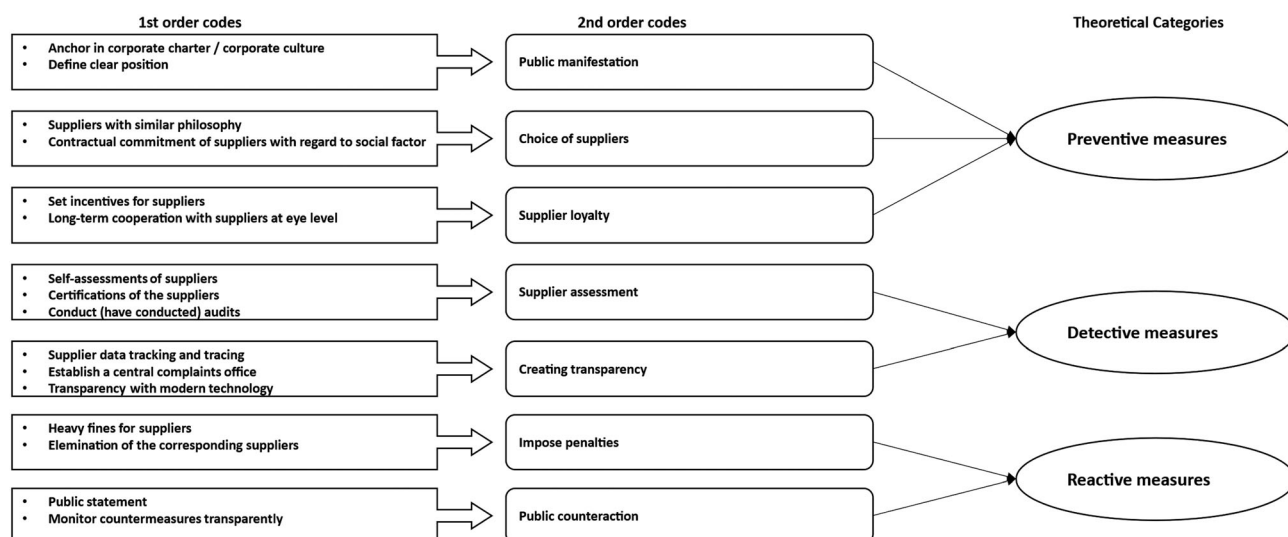 1st order codes
2nd order codes
Theoretical Categories
• Anchor in corporate charter / corporate culture
• Define clear position
Public manifestation
• Suppliers with similar philosophy
• Contractual commitment of suppliers with regard to social factor
Choice of suppliers
Preventive measures
• Set incentives for suppliers
• Long-term cooperation with suppliers at eye level
Supplier loyalty
• Self-assessments of suppliers
• Certifications of the suppliers
• Conduct (have conducted) audits
Supplier assessment
Detective measures
• Supplier data tracking and tracing
• Establish a central complaints office
• Transparency with modern technology
Creating transparency
• Heavy fines for suppliers
• Elemination of the corresponding suppliers
Impose penalties
Reactive measures
• Public statement
• Monitor countermeasures transparently
Public counteraction